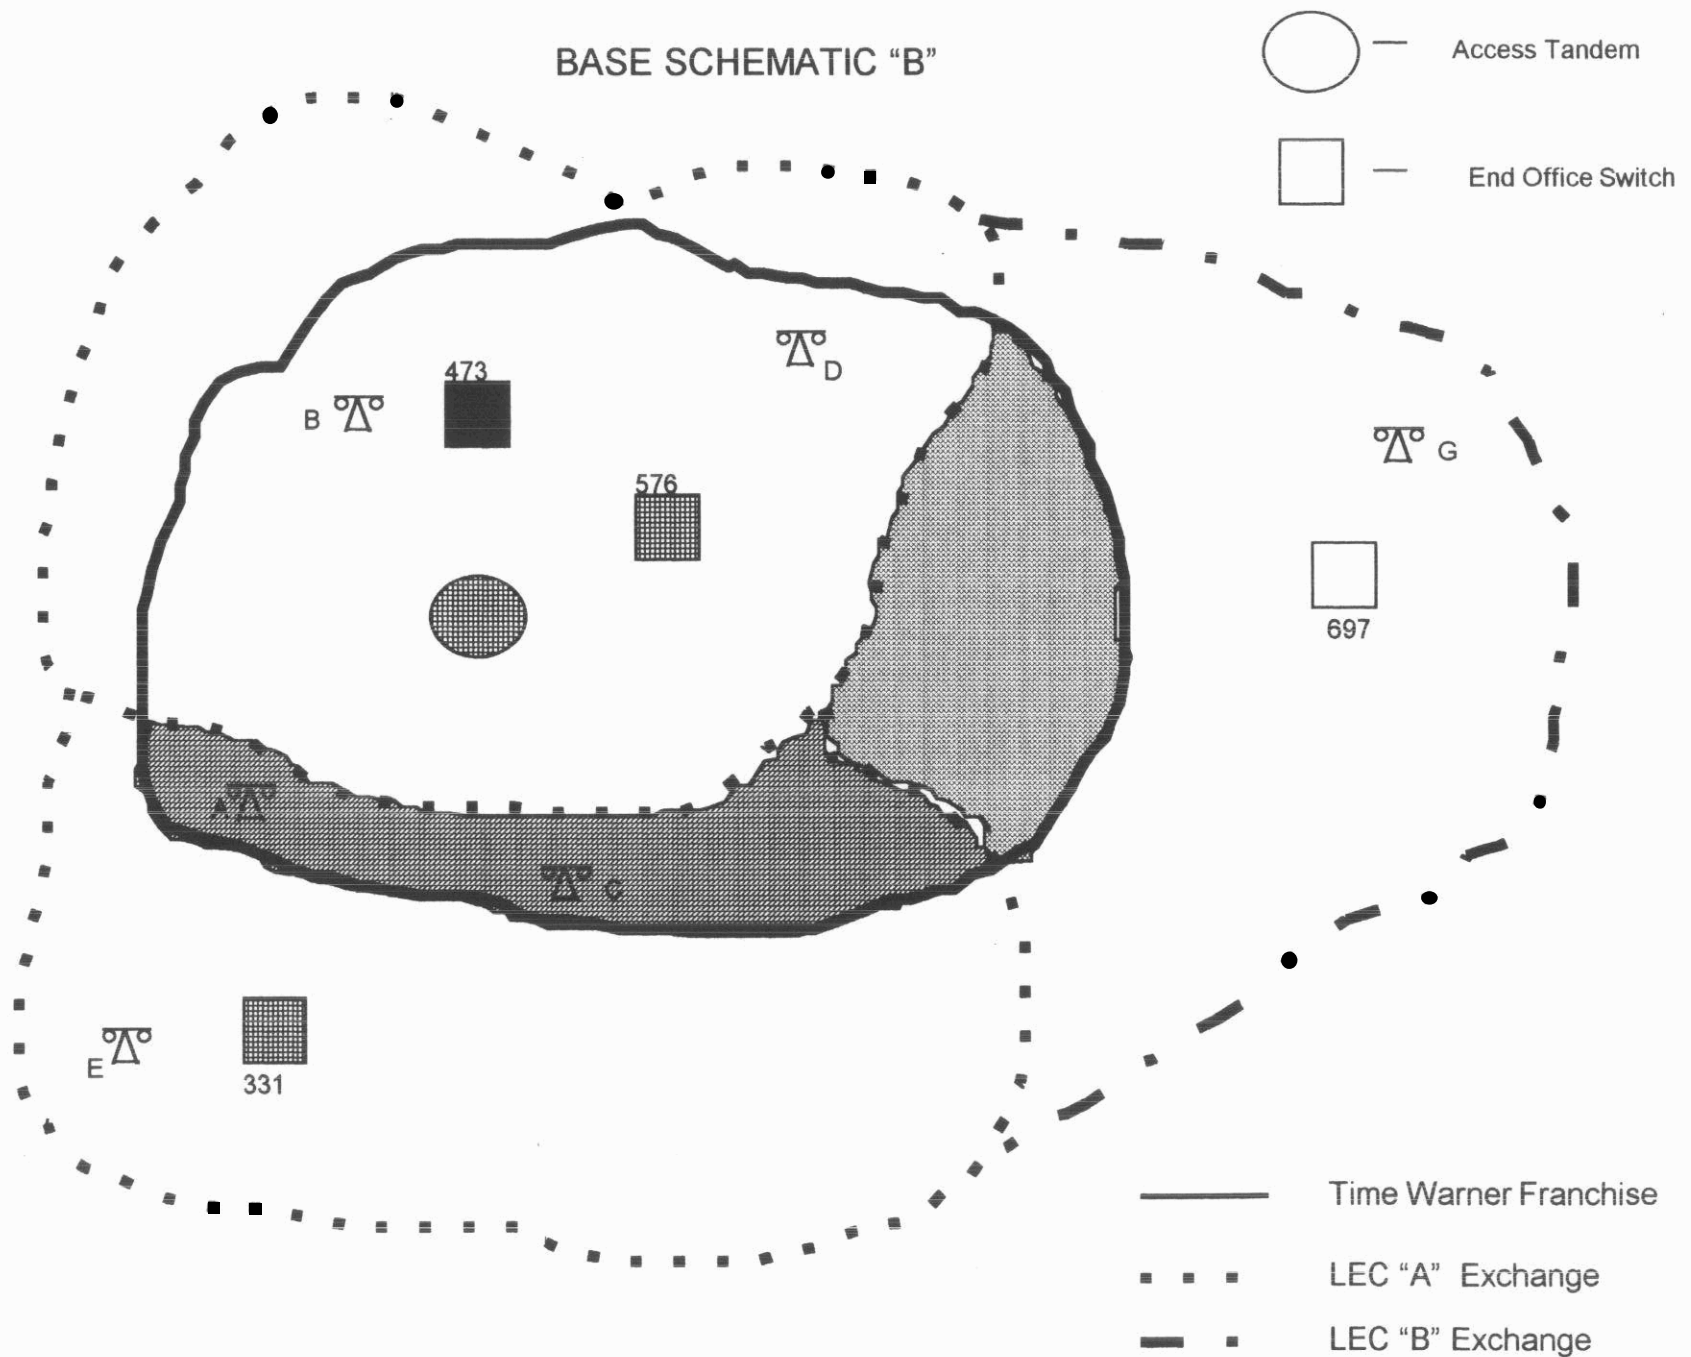 BASE SCHEMATIC “B”
Access Tandem
End Office Switch
473
D
B
G
576
697
A
C
E
331
Time Warner Franchise
LEC “A” Exchange
LEC “B” Exchange